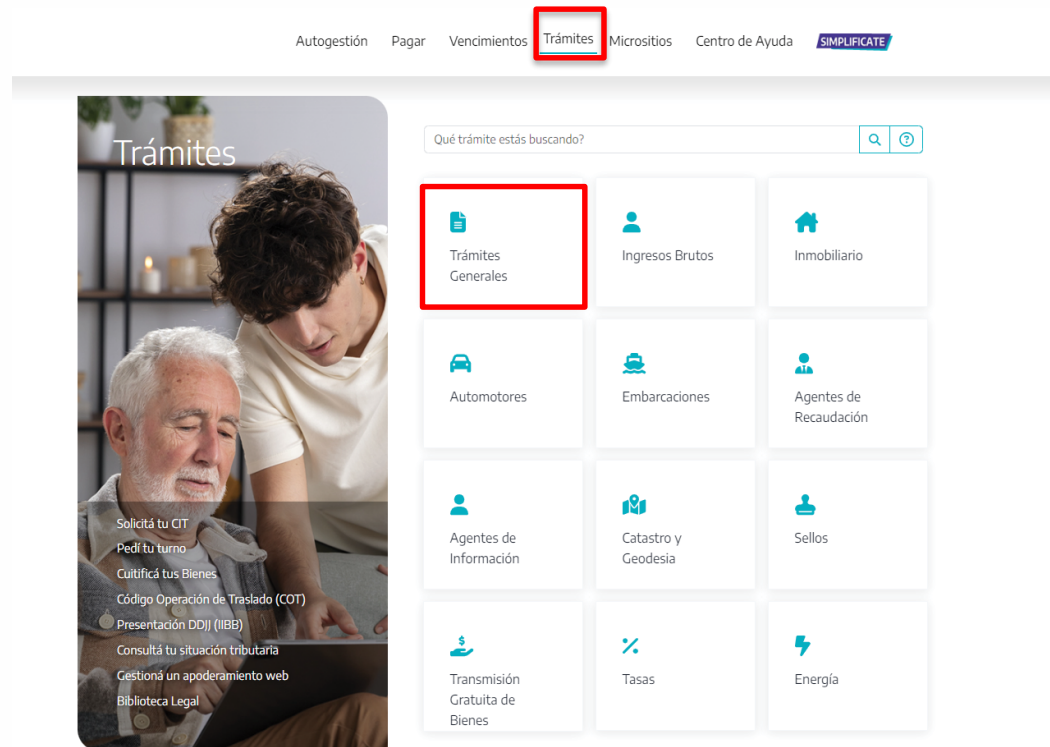 Autogestión Pagar Vencimientos Trámites Micrositios Centro de Ayuda SIMPLIFICATE
Trámites
Solicitá tu CIT
Pedí tu turno
Cuitificá tus Bienes
Código Operación de Traslado (COT)
Presentación DDJJ (IIBB)
Consultá tu situación tributaria
Gestioná un apoderamiento web
Biblioteca Legal
Qué trámite estás buscando?
Trámites
Generales
Ingresos Brutos
Inmobiliario
Automotores
Embarcaciones
Agentes de
Recaudación
Agentes de
Información
Catastro y
Geodesia
Sellos
Transmisión
Gratuita de
Bienes
Tasas
Energía